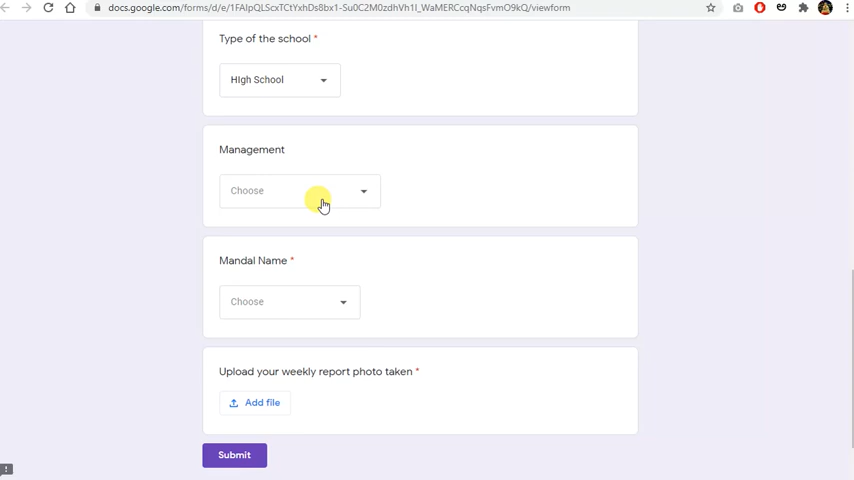 docs.google.com/forms/d/e/1FAIpQLScxTCtYxhDs8bx1-Su0C2M0zdhVh1I_WaMERCcqNqsFvmO9kQ/viewform
Type of the school *
HIgh School
Management
Choose
Mandal Name *
Choose
Upload your weekly report photo taken *
Add file
Submit